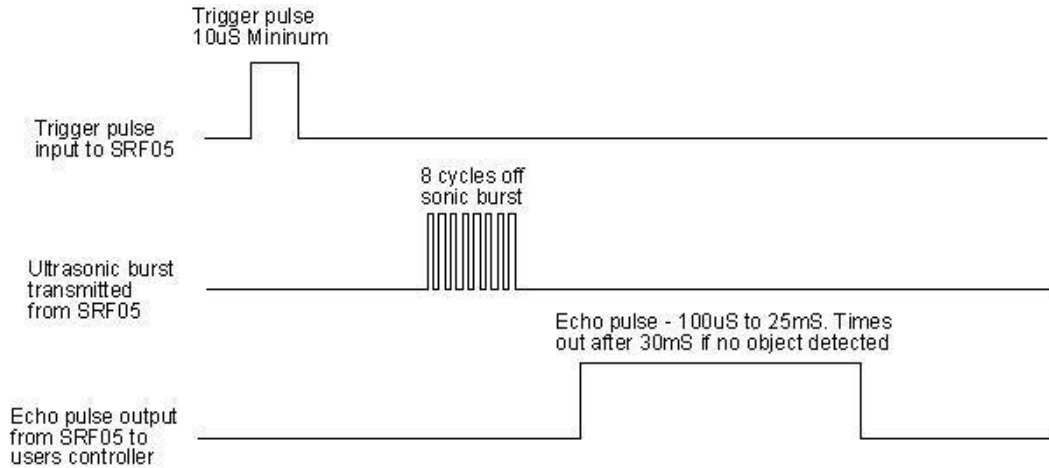 Trigger pulse
10uS Mininum
Trigger pulse
input to SRF05
8 cycles off
sonic burst
Ultrasonic burst
transmitted
from SRF05
Echo pulse - 100uS to 25mS. Times
out after 30mS if no object detected
Echo pulse output
from SRF05 to
users controller